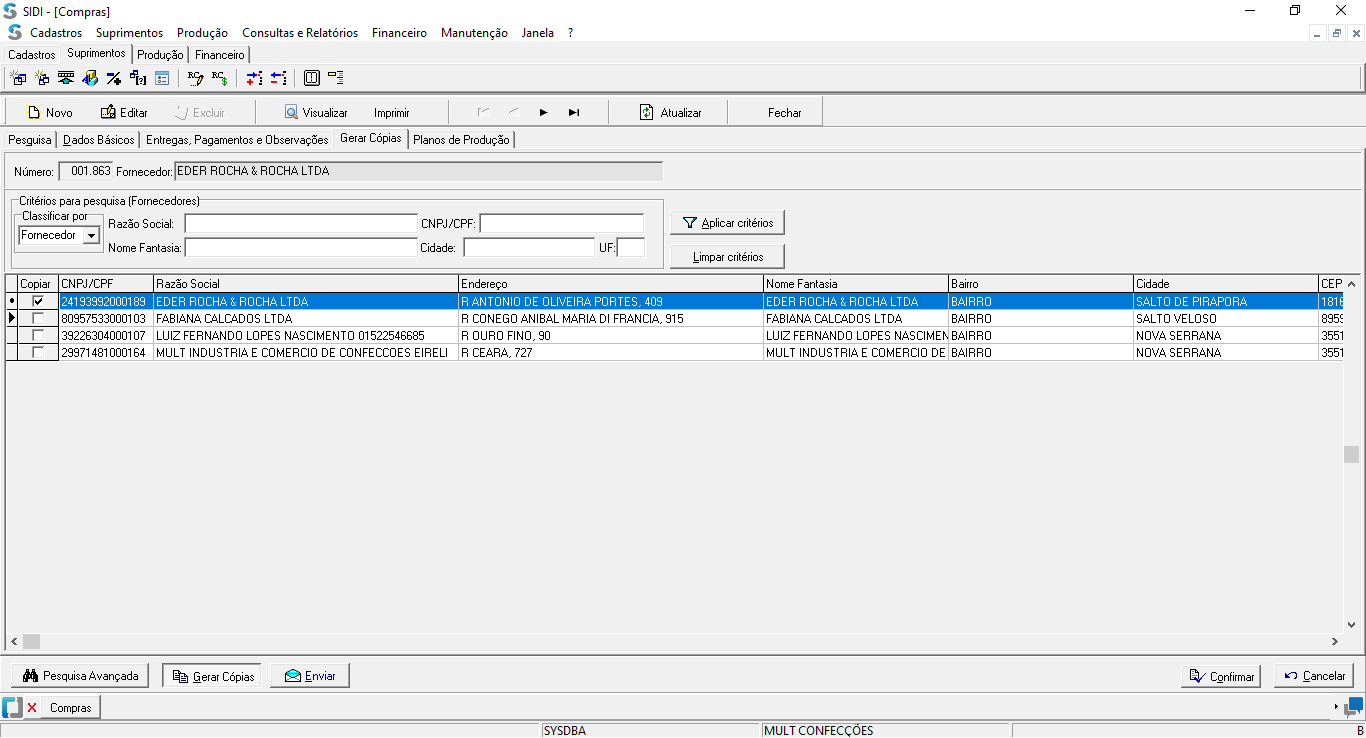 SIDI - [Compras]
Cadastros Suprimentos Produção Consultas e Relatórios Financeiro Manutenção Janela ?
Cadastros Suprimentos Produção Financeiro
Novo Editar Excluir Visualizar Imprimir Atualizar Fechar
Pesquisa Dados Básicos Entregas, Pagamentos e Observações Gerar Cópias Planos de Produção
Número: 001.863 Fornecedor: EDER ROCHA & ROCHA LTDA
Critérios para pesquisa (Fornecedores)
Classificar por
Fornecedor Razão Social: CNPJ/CPF: Aplicar critérios
Nome Fantasia: Cidade: UF: Limpar critérios
Copiar CNPJ/CPF Razão Social Endereço Nome Fantasia Bairro Cidade CEP
24193992000189 EDER ROCHA & ROCHA LTDA R ANTONIO DE OLIVEIRA PORTES, 409 EDER ROCHA & ROCHA LTDA BAIRRO SALTO DE PIRAPORA 1816
80957533000103 FABIANA CALCADOS LTDA R CONEGO ANIBAL MARIA DI FRANCIA, 915 FABIANA CALCADOS LTDA BAIRRO SALTO VELOSO 8959
39226304000107 LUIZ FERNANDO LOPES NASCIMENTO 01522546685 R OURO FINO, 90 LUIZ FERNANDO LOPES NASCIMEN BAIRRO NOVA SERRANA 3551
29971481000164 MULT INDUSTRIA E COMERCIO DE CONFECCOES EIRELI R CEARA, 727 MULT INDUSTRIA E COMERCIO DE BAIRRO NOVA SERRANA 3551
Pesquisa Avançada Gerar Cópias Enviar Confirmar Cancelar
Compras
SYSDBA MULT CONFECÇÕES B